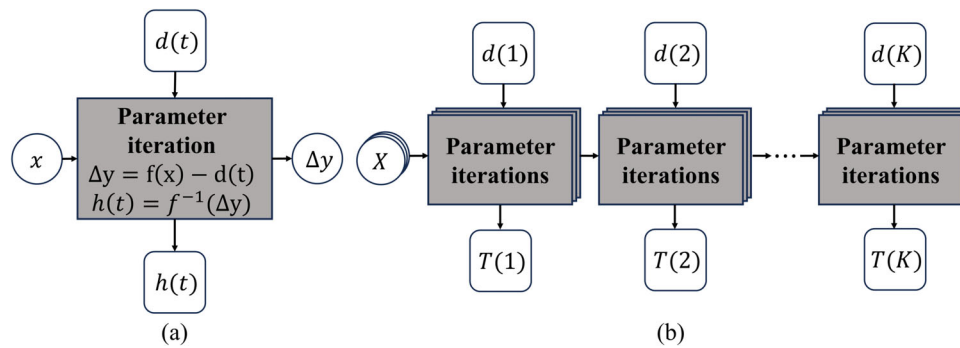 d(t)
Parameter
iteration
Δy = f(x) − d(t)
h(t) = f⁻¹(Δy)
x
Δy
h(t)
(a)
d(1)
d(2)
d(K)
X
Parameter
iterations
Parameter
iterations
Parameter
iterations
T(1)
T(2)
T(K)
(b)